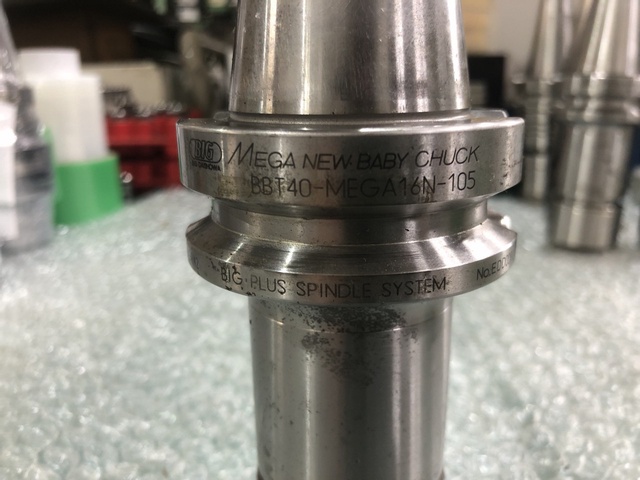 BIG
MEGA NEW BABY CHUCK
BBT40-MEGA16N-105
BIG-PLUS SPINDLE SYSTEM